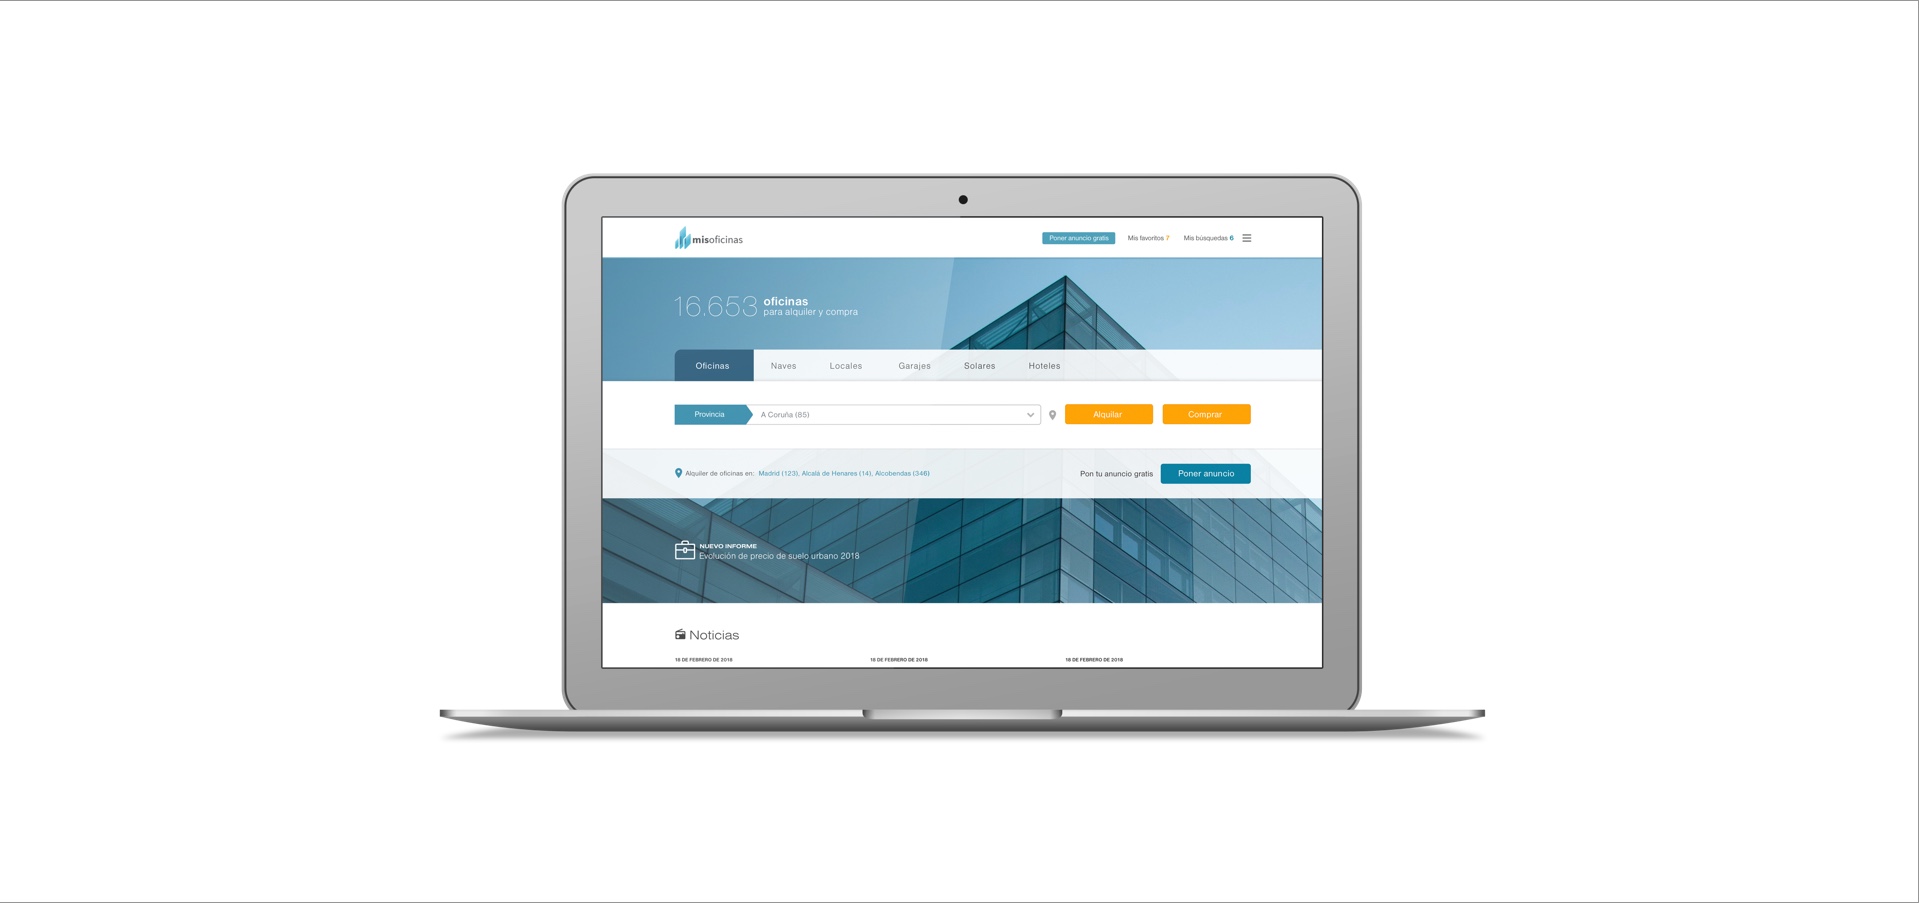 misoficinas
Poner anuncio gratis Mis favoritos 7 Mis búsquedas 6
16.653 oficinas
para alquiler y compra
Oficinas Naves Locales Garajes Solares Hoteles
Provincia A Coruña (85) Alquilar Comprar
Alquiler de oficinas en: Madrid (123), Alcalá de Henares (14), Alcobendas (346) Pon tu anuncio gratis Poner anuncio
NUEVO INFORME
Evolución de precio de suelo urbano 2018
Noticias
19 DE FEBRERO DE 2018 16 DE FEBRERO DE 2018 18 DE FEBRERO DE 2018